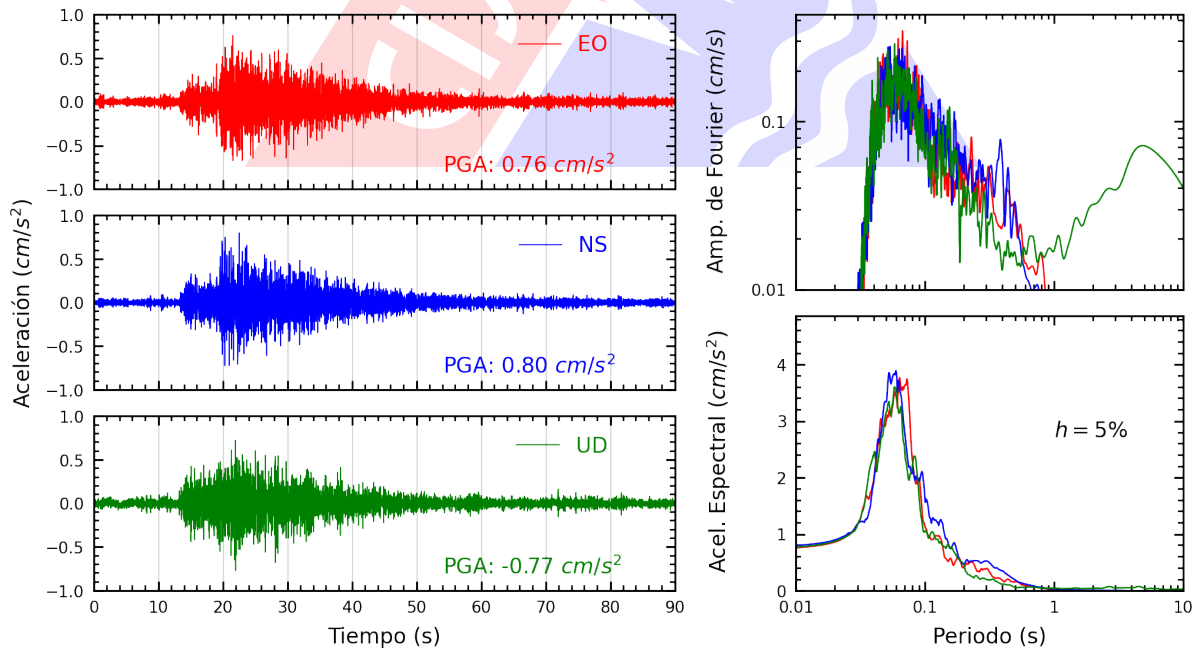 Aceleración (cm/s²)
1.0
0.5
0.0
−0.5
−1.0
EO
PGA: 0.76 cm/s²
1.0
0.5
0.0
−0.5
−1.0
NS
PGA: 0.80 cm/s²
1.0
0.5
0.0
−0.5
−1.0
UD
PGA: -0.77 cm/s²
0 10 20 30 40 50 60 70 80 90
Tiempo (s)
Amp. de Fourier (cm/s)
0.1
0.01
Acel. Espectral (cm/s²)
4
3
2
1
0
h = 5%
0.01 0.1 1 10
Periodo (s)